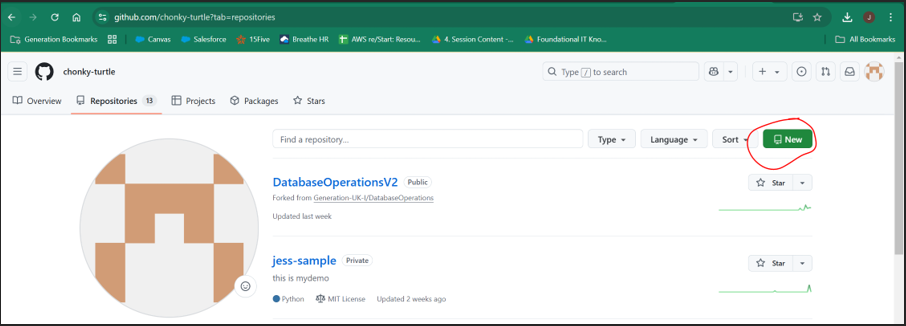 github.com/chonky-turtle?tab=repositories
J
Generation Bookmarks Canvas Salesforce 15Five Breathe HR AWS re/Start: Resou... 4. Session Content -... Foundational IT Kno... All Bookmarks
chonky-turtle Type / to search
Overview Repositories 13 Projects Packages Stars
Find a repository... Type Language Sort New
DatabaseOperationsV2 Public Star
Forked from Generation-UK-I/DatabaseOperations
Updated last week
jess-sample Private Star
this is mydemo
Python MIT License Updated 2 weeks ago